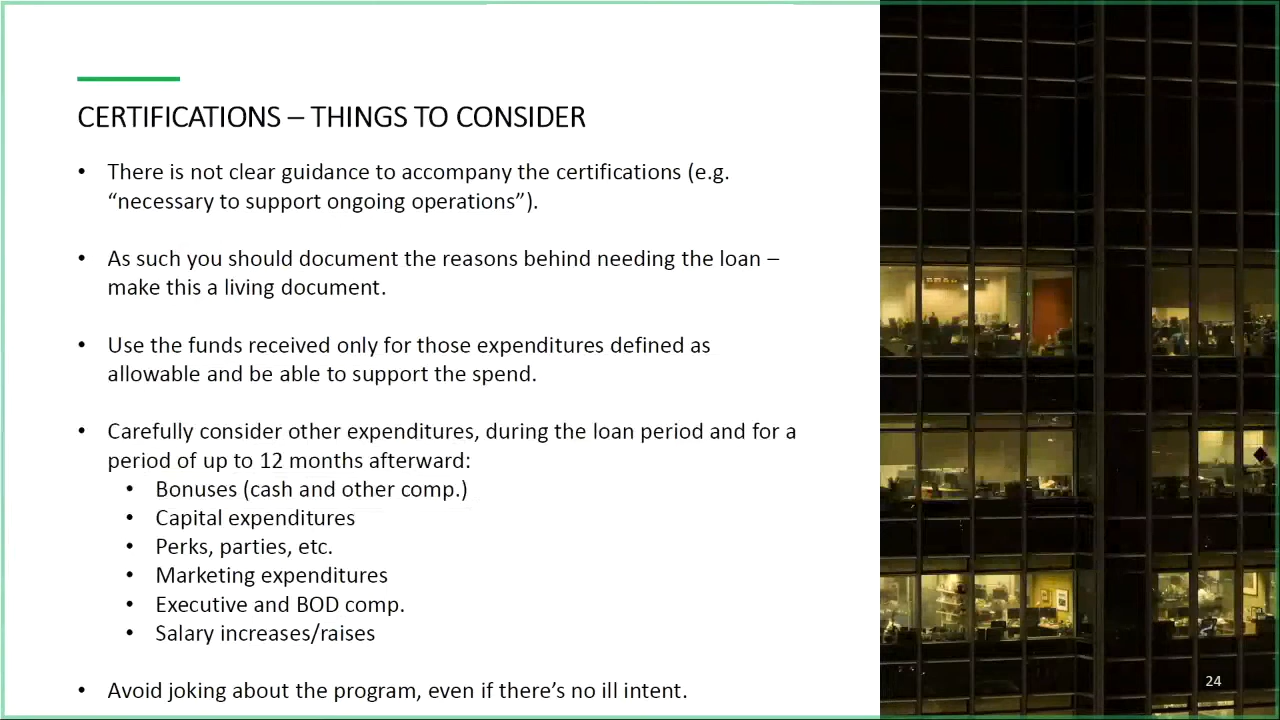 CERTIFICATIONS – THINGS TO CONSIDER
• There is not clear guidance to accompany the certifications (e.g.
“necessary to support ongoing operations”).
• As such you should document the reasons behind needing the loan –
make this a living document.
• Use the funds received only for those expenditures defined as
allowable and be able to support the spend.
• Carefully consider other expenditures, during the loan period and for a
period of up to 12 months afterward:
• Bonuses (cash and other comp.)
• Capital expenditures
• Perks, parties, etc.
• Marketing expenditures
• Executive and BOD comp.
• Salary increases/raises
• Avoid joking about the program, even if there’s no ill intent.
24